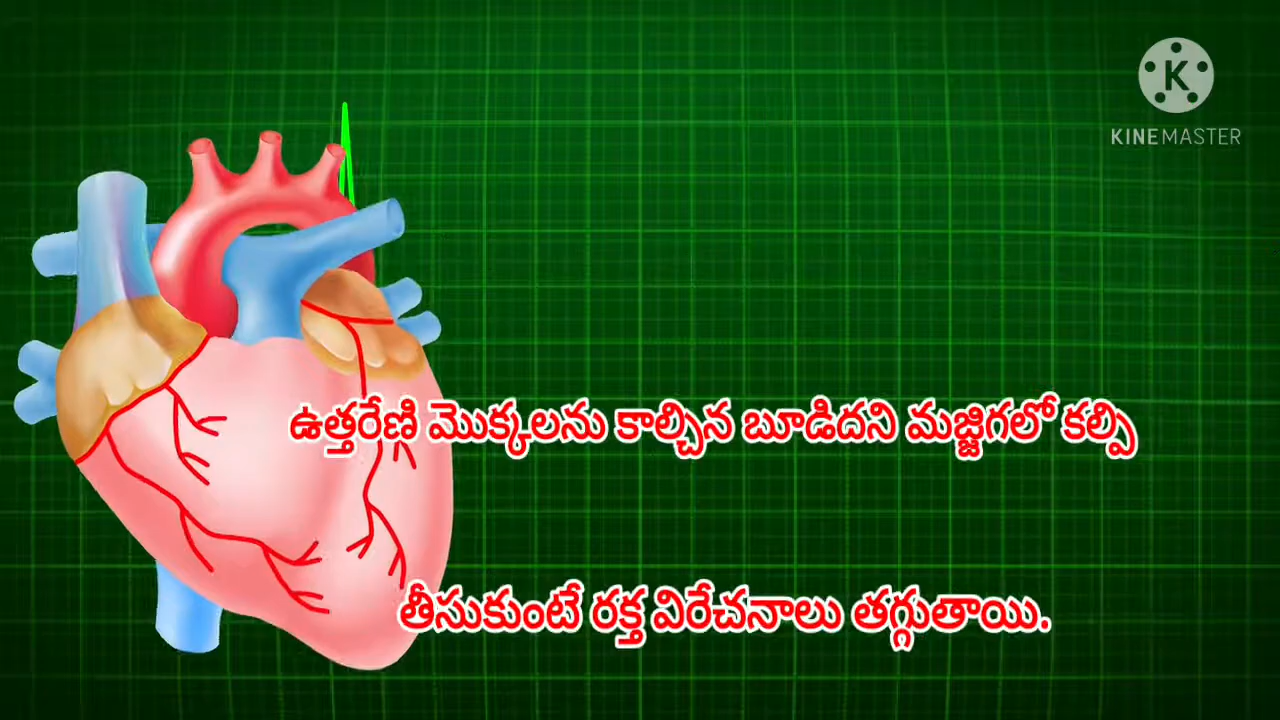 KINEMASTER
ఉత్తరేణి మొక్కలను కాల్చిన బూడిదని మజ్జిగలో కల్పి
తీసుకుంటే రక్త విరేచనాలు తగ్గుతాయి.